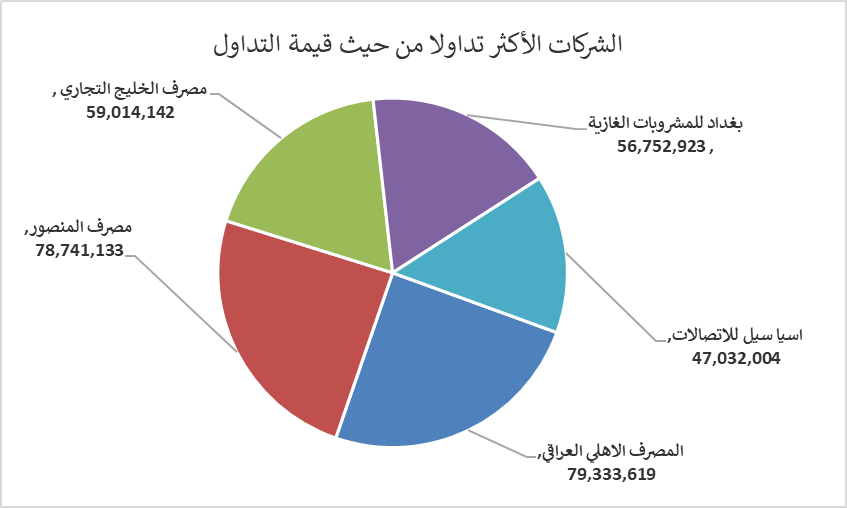 الشركات الأكثر تداولا من حيث قيمة التداول
مصرف الخليج التجاري ,
59,014,142
بغداد للمشروبات الغازية
, 56,752,923
مصرف المنصور,
78,741,133
اسيا سيل للاتصالات,
47,032,004
المصرف الاهلي العراقي,
79,333,619